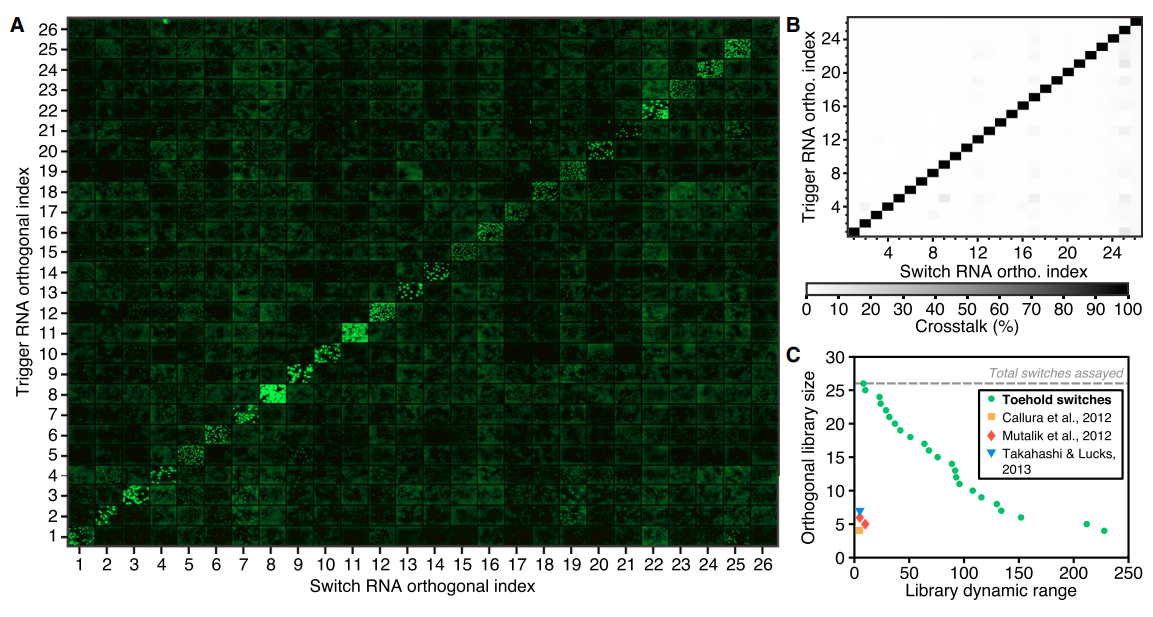 A
Trigger RNA orthogonal index
26
25
24
23
22
21
20
19
18
17
16
15
14
13
12
11
10
9
8
7
6
5
4
3
2
1
1 2 3 4 5 6 7 8 9 10 11 12 13 14 15 16 17 18 19 20 21 22 23 24 25 26
Switch RNA orthogonal index
B
Trigger RNA ortho. index
24
20
16
12
8
4
4 8 12 16 20 24
Switch RNA ortho. index
0 10 20 30 40 50 60 70 80 90 100
Crosstalk (%)
C
Orthogonal library size
30
25
20
15
10
5
0
Total switches assayed
Toehold switches
Callura et al., 2012
Mutalik et al., 2012
Takahashi & Lucks,
2013
0 50 100 150 200 250
Library dynamic range